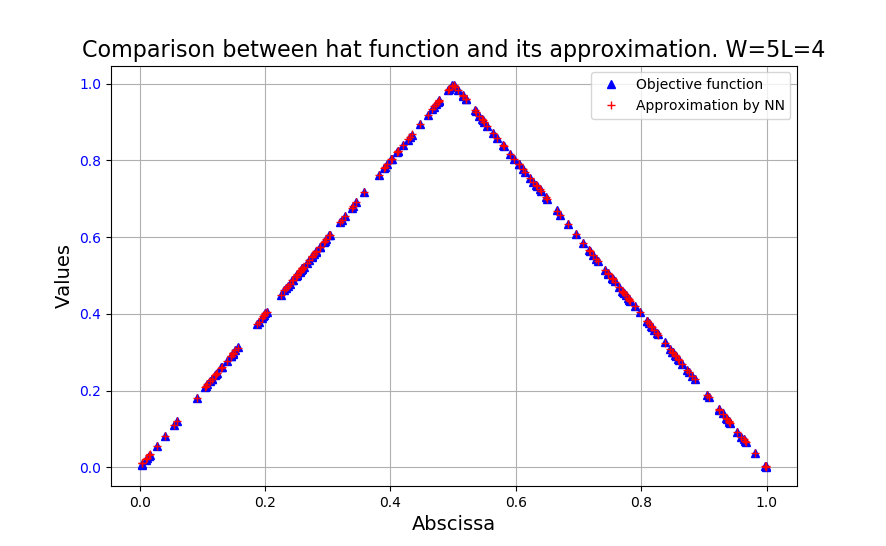 Comparison between hat function and its approximation. W=5L=4
Objective function
Approximation by NN
1.0
0.8
0.6
0.4
0.2
0.0
Values
0.0 0.2 0.4 0.6 0.8 1.0
Abscissa